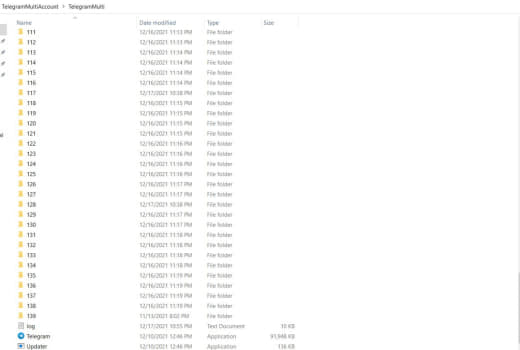 TelegramMultiAccount > TelegramMulti
Name Date modified Type Size
111 12/16/2021 11:13 PM File folder
112 12/16/2021 11:13 PM File folder
113 12/16/2021 11:14 PM File folder
114 12/16/2021 11:14 PM File folder
115 12/16/2021 11:14 PM File folder
116 12/16/2021 11:14 PM File folder
117 12/17/2021 10:38 PM File folder
118 12/16/2021 11:15 PM File folder
119 12/16/2021 11:15 PM File folder
120 12/16/2021 11:15 PM File folder
121 12/16/2021 11:15 PM File folder
122 12/16/2021 11:16 PM File folder
123 12/16/2021 11:16 PM File folder
124 12/16/2021 11:16 PM File folder
125 12/16/2021 11:16 PM File folder
126 12/16/2021 11:17 PM File folder
127 12/16/2021 11:17 PM File folder
128 12/17/2021 10:38 PM File folder
129 12/16/2021 11:17 PM File folder
130 12/16/2021 11:17 PM File folder
131 12/16/2021 11:18 PM File folder
132 12/16/2021 11:18 PM File folder
133 12/16/2021 11:18 PM File folder
134 12/16/2021 11:18 PM File folder
135 12/16/2021 11:19 PM File folder
136 12/16/2021 11:19 PM File folder
137 12/16/2021 11:19 PM File folder
138 12/16/2021 11:19 PM File folder
139 11/13/2021 8:02 PM File folder
log 12/17/2021 10:55 PM Text Document 10 KB
Telegram 12/10/2021 12:46 PM Application 91,948 KB
Updater 12/10/2021 12:46 PM Application 136 KB